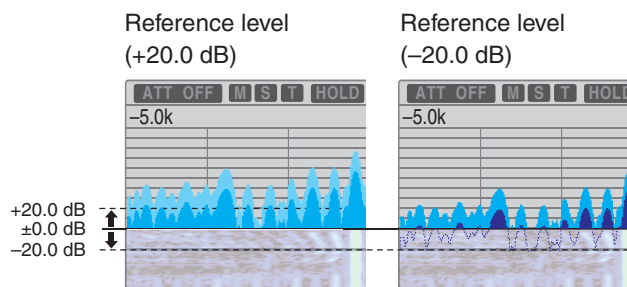 Reference level
(+20.0 dB)
Reference level
(–20.0 dB)
ATT OFF M S T HOLD
–5.0k
ATT OFF M S T HOLD
–5.0k
+20.0 dB
±0.0 dB
–20.0 dB